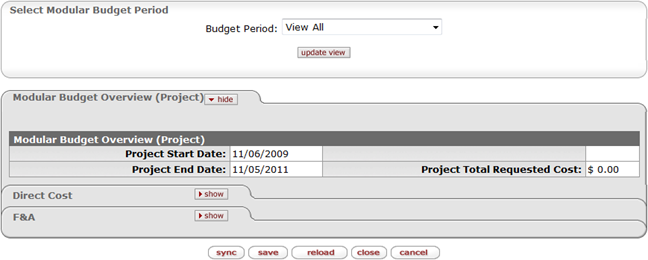 Select Modular Budget Period
Budget Period: View All
update view
Modular Budget Overview (Project) hide
Modular Budget Overview (Project)
Project Start Date: 11/06/2009
Project End Date: 11/05/2011 Project Total Requested Cost: $ 0.00
Direct Cost show
F&A show
sync save reload close cancel